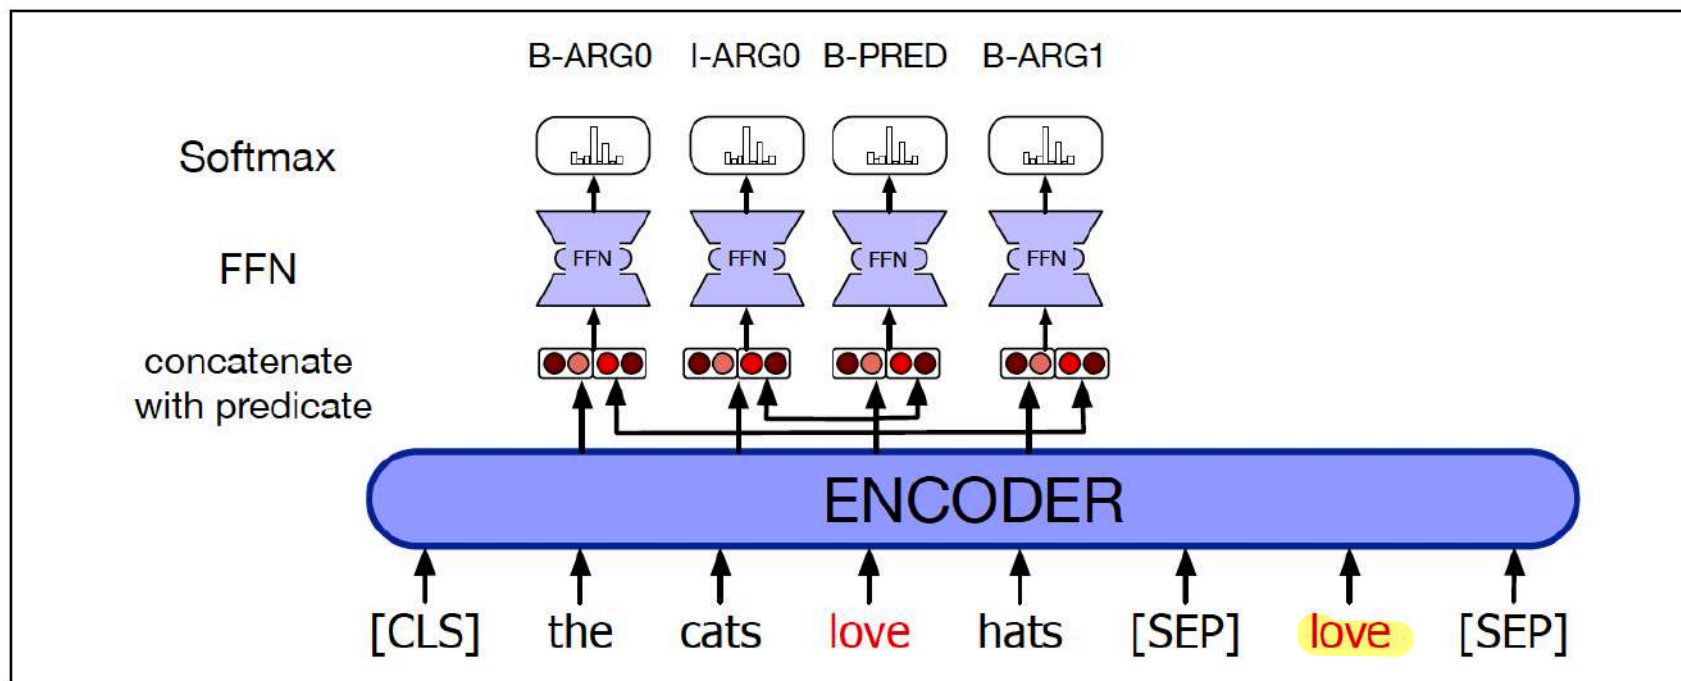 B-ARG0 I-ARG0 B-PRED B-ARG1
Softmax
FFN FFN FFN FFN FFN
concatenate
with predicate
ENCODER
[CLS] the cats love hats [SEP] love [SEP]